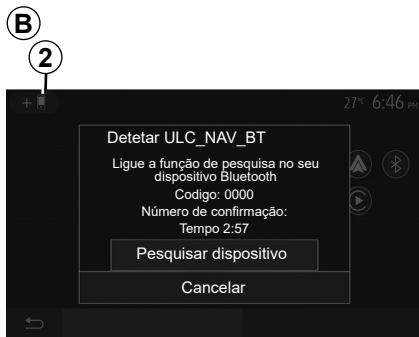 B
2
27°C 6:46 PM
Detetar ULC_NAV_BT
Ligue a função de pesquisa no seu
dispositivo Bluetooth
Codigo: 0000
Número de confirmação:
Tempo 2:57
Pesquisar dispositivo
Cancelar